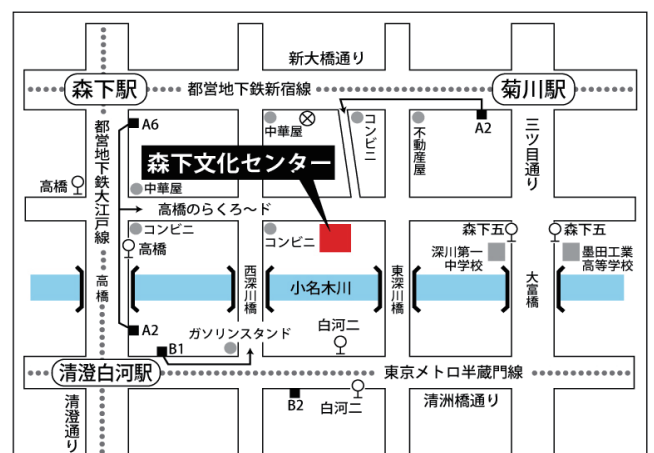 新大橋通り
森下駅
都営地下鉄新宿線
菊川駅
A6
中華屋
コンビニ
不動産屋
A2
三ツ目通り
都営地下鉄大江戸線
森下文化センター
高橋
中華屋
高橋のらくろ〜ド
コンビニ
高橋
コンビニ
森下五
森下五
深川第一
中学校
墨田工業
高等学校
高橋
西深川橋
小名木川
東深川橋
大富橋
A2
B1
ガソリンスタンド
白河二
清澄白河駅
東京メトロ半蔵門線
清澄通り
B2
白河二
清洲橋通り